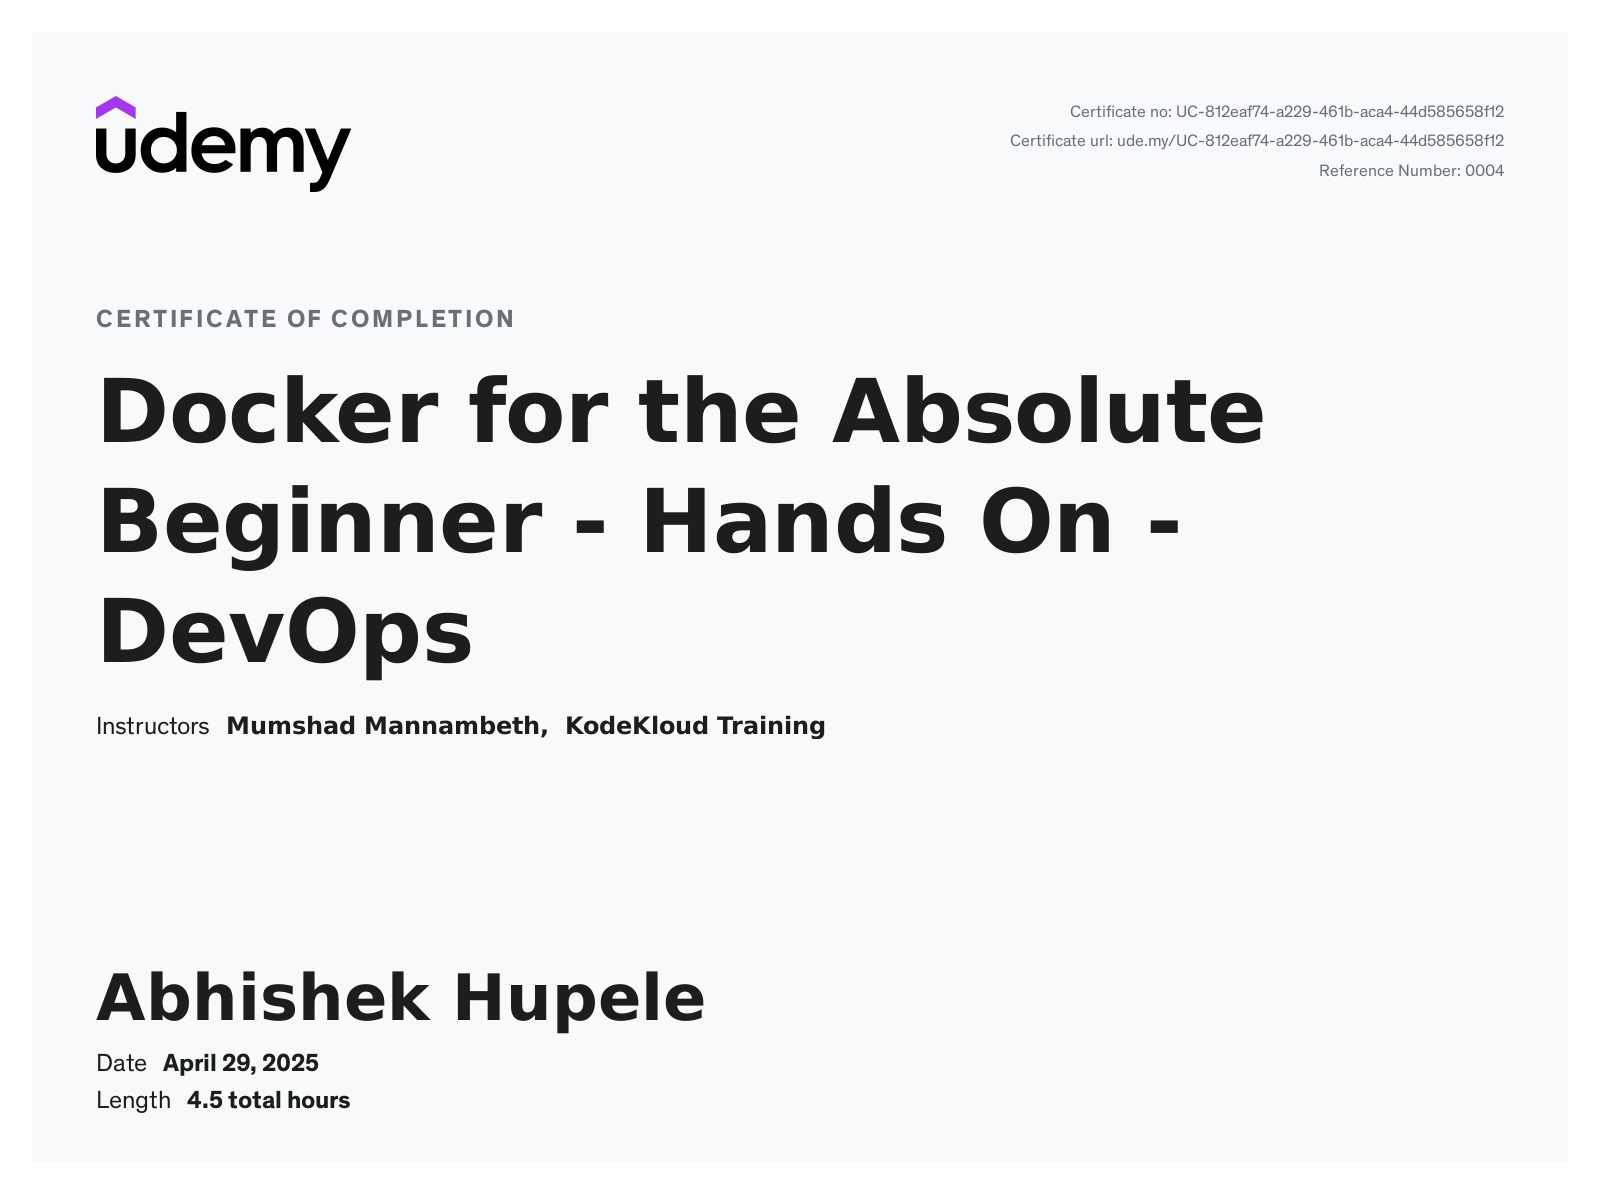 udemy
Certificate no: UC-812eaf74-a229-461b-aca4-44d585658f12
Certificate url: ude.my/UC-812eaf74-a229-461b-aca4-44d585658f12
Reference Number: 0004
CERTIFICATE OF COMPLETION
Docker for the Absolute
Beginner - Hands On -
DevOps
Instructors Mumshad Mannambeth, KodeKloud Training
Abhishek Hupele
Date April 29, 2025
Length 4.5 total hours